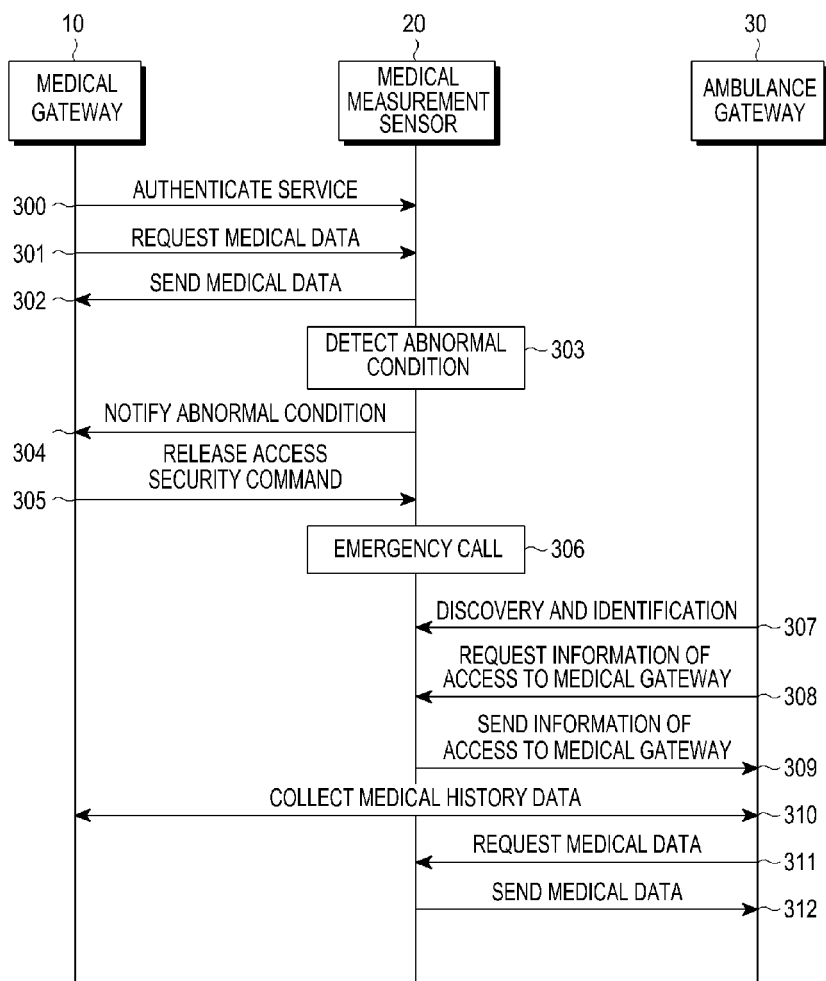 10
20
30
MEDICAL
GATEWAY
MEDICAL
MEASUREMENT
SENSOR
AMBULANCE
GATEWAY
AUTHENTICATE SERVICE
300
REQUEST MEDICAL DATA
301
SEND MEDICAL DATA
302
DETECT ABNORMAL
CONDITION
303
NOTIFY ABNORMAL CONDITION
304
RELEASE ACCESS
SECURITY COMMAND
305
EMERGENCY CALL
306
DISCOVERY AND IDENTIFICATION
307
REQUEST INFORMATION OF
ACCESS TO MEDICAL GATEWAY
308
SEND INFORMATION OF
ACCESS TO MEDICAL GATEWAY
309
COLLECT MEDICAL HISTORY DATA
310
REQUEST MEDICAL DATA
311
SEND MEDICAL DATA
312